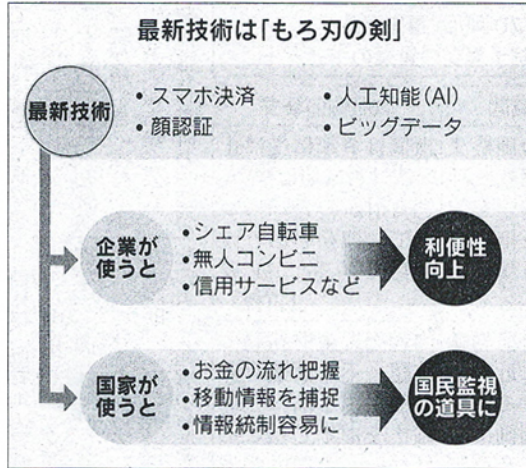 最新技術は「もろ刃の剣」
最新技術
・スマホ決済
・人工知能(AI)
・顔認証
・ビッグデータ
企業が
使うと
・シェア自転車
・無人コンビニ
・信用サービスなど
利便性
向上
国家が
使うと
・お金の流れ把握
・移動情報を捕捉
・情報統制容易に
国民監視
の道具に